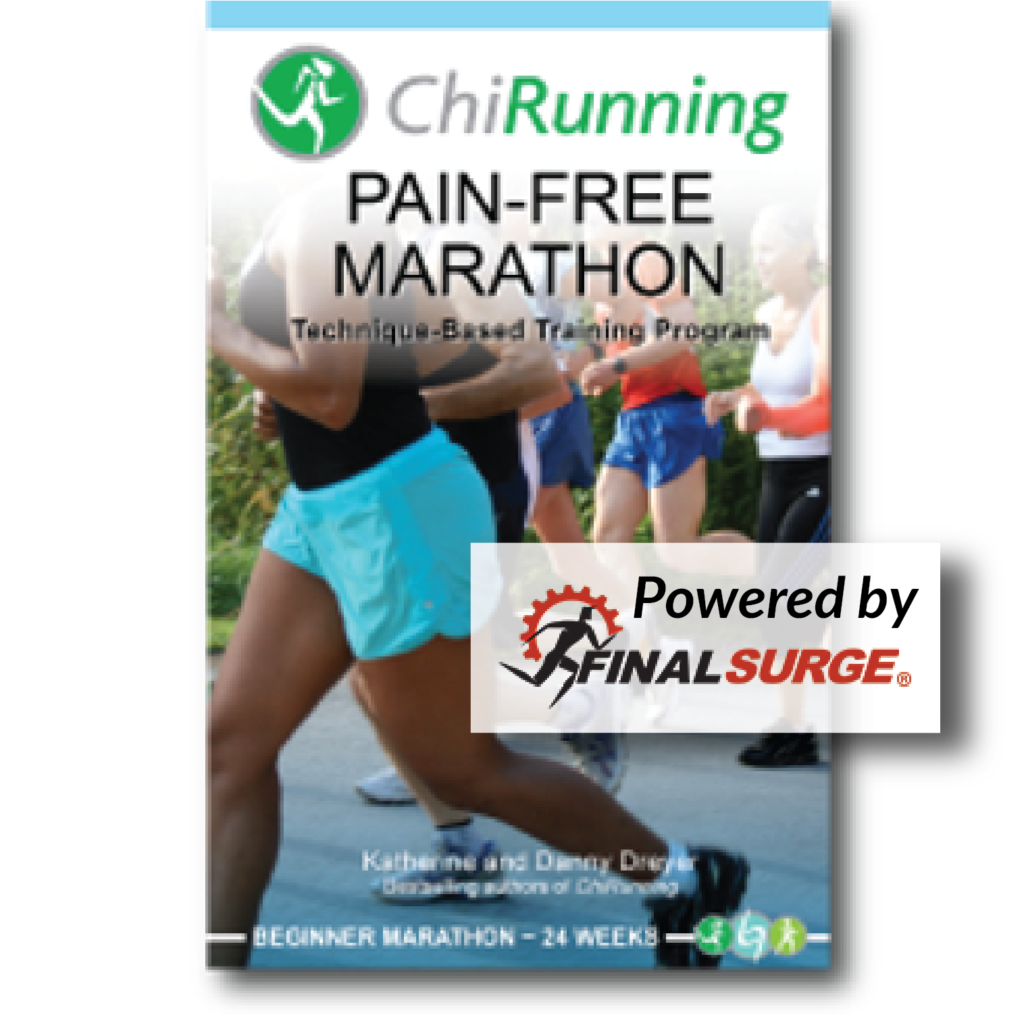 ChiRunning
PAIN-FREE
MARATHON
Technique-Based Training Program
Powered by
FINALSURGE®
Katherine and Danny Dreyer
Bestselling authors of ChiRunning
BEGINNER MARATHON – 24 WEEKS